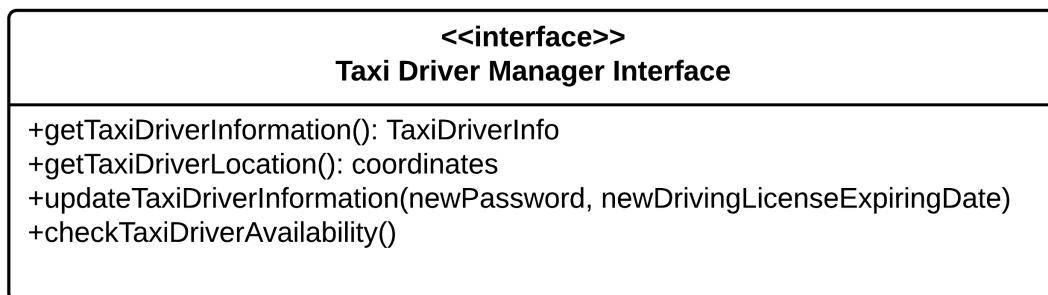 <<interface>>
Taxi Driver Manager Interface
+getTaxiDriverInformation(): TaxiDriverInfo
+getTaxiDriverLocation(): coordinates
+updateTaxiDriverInformation(newPassword, newDrivingLicenseExpiringDate)
+checkTaxiDriverAvailability()